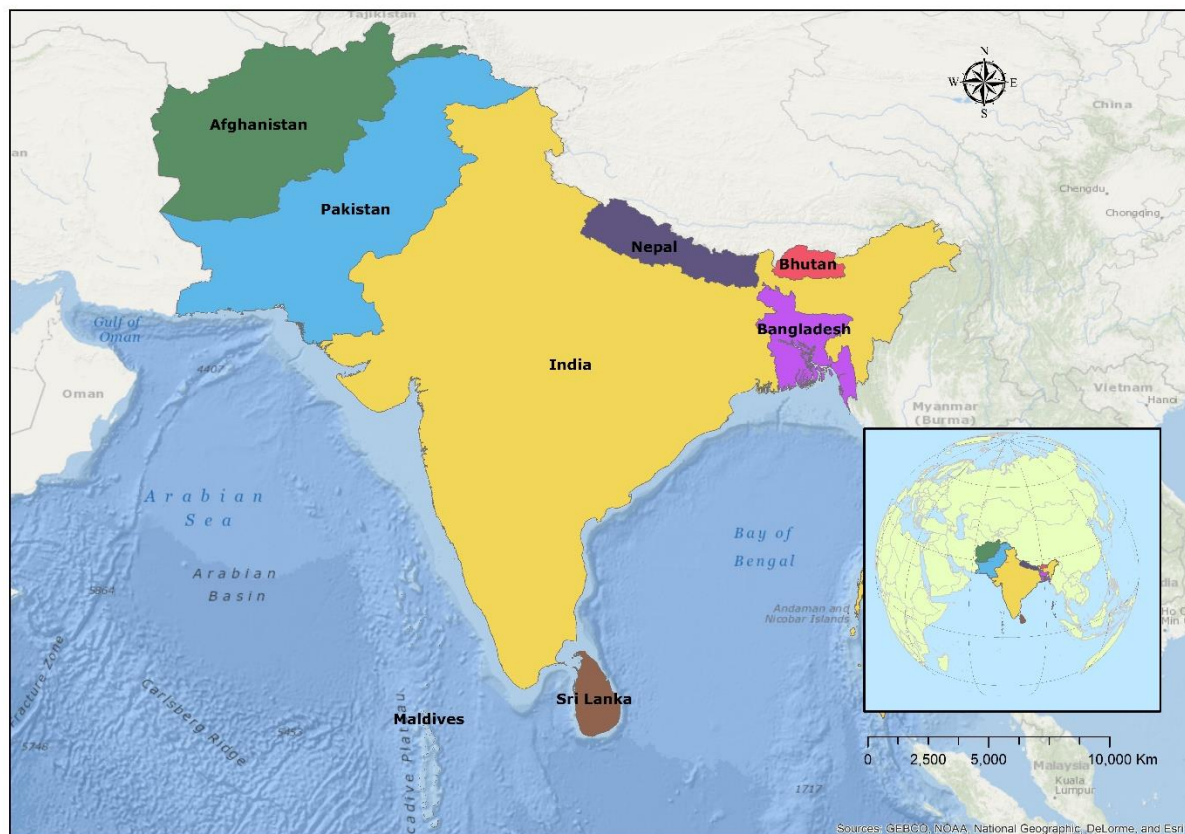 Tajikistan
N
W
E
S
Afghanistan
China
Chengdu
Chongqing
Pakistan
Nepal
Bhutan
Bangladesh
Gulf of
Oman
4407
India
Oman
Vietnam
Hanoi
Myanmar
(Burma)
Arabian
Sea
Bay of
Bengal
Arabian
Basin
5864
Andaman and
Nicobar Islands
Carlsberg Ridge
racture Zone
5746
5453
Maldives
cadive Plateau
Sri Lanka
1717
0
2,500
5,000
10,000 Km
Malaysia
Kuala
Lumpur
Sources: GEBCO, NOAA, National Geographic, DeLorme, and Esri